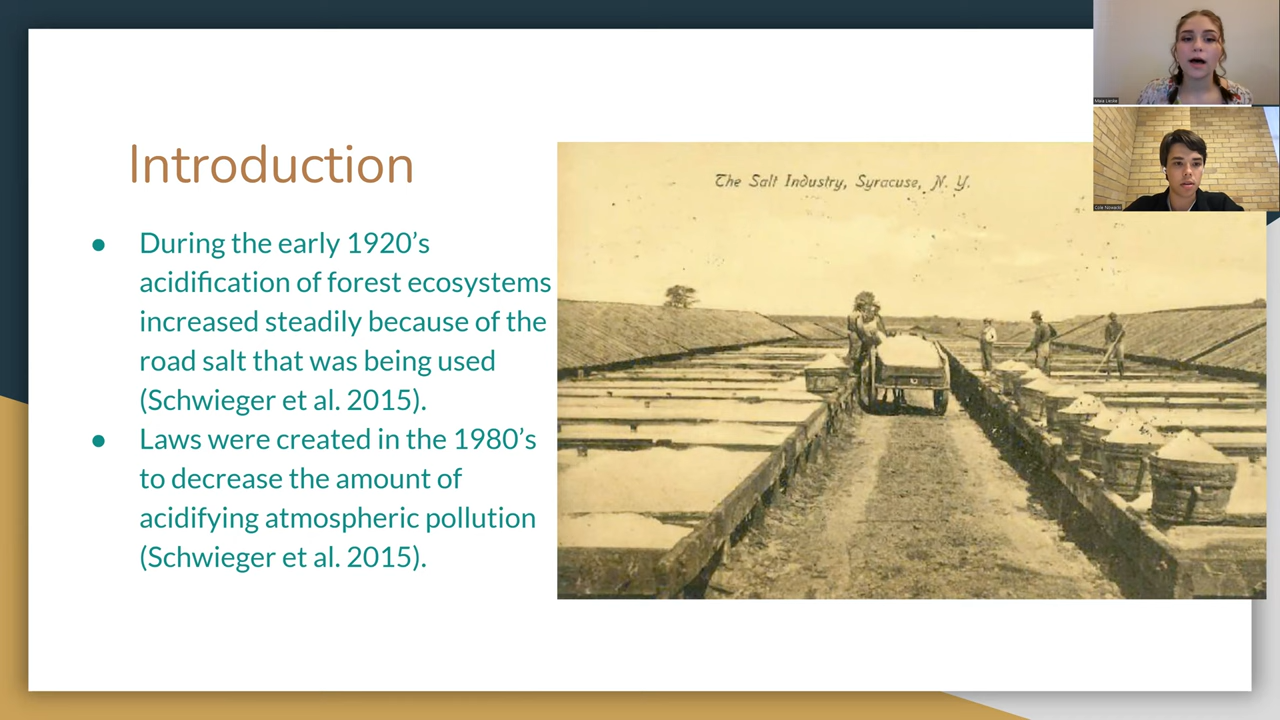 Introduction
● During the early 1920’s
acidification of forest ecosystems
increased steadily because of the
road salt that was being used
(Schwieger et al. 2015).
● Laws were created in the 1980’s
to decrease the amount of
acidifying atmospheric pollution
(Schwieger et al. 2015).
The Salt Industry, Syracuse, N. Y.